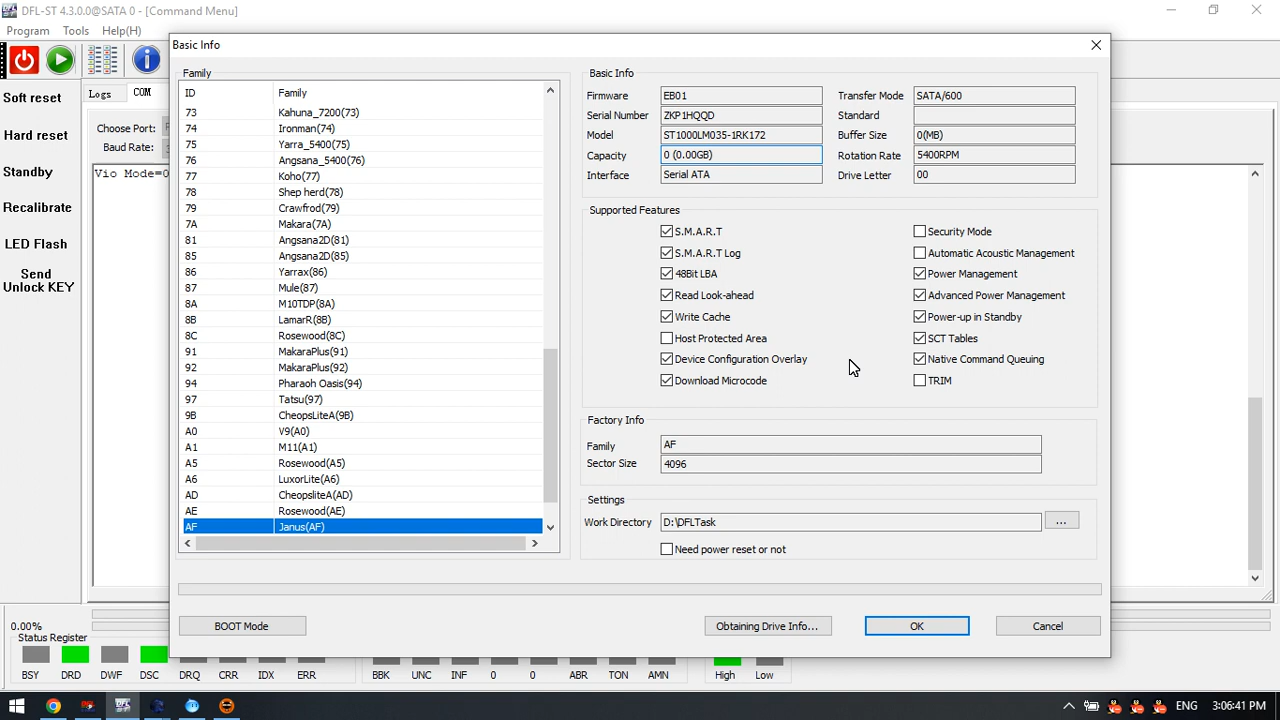 DFL-ST 4.3.0.0@SATA 0 - [Command Menu]
Program Tools Help(H)
Soft reset
Hard reset
Standby
Recalibrate
LED Flash
Send
Unlock KEY
Logs COM
Choose Port:
Baud Rate:
Vio Mode=0
Basic Info
Family
ID Family
73 Kahuna_7200(73)
74 Ironman(74)
75 Yarra_5400(75)
76 Angsana_5400(76)
77 Koho(77)
78 Shep herd(78)
79 Crawfrod(79)
7A Makara(7A)
81 Angsana2D(81)
85 Angsana2D(85)
86 Yarrax(86)
87 Mule(87)
8A M10TDP(8A)
8B LamarR(8B)
8C Rosewood(8C)
91 MakaraPlus(91)
92 MakaraPlus(92)
94 Pharaoh Oasis(94)
97 Tatsu(97)
9B CheopsLiteA(9B)
A0 V9(A0)
A1 M11(A1)
A5 Rosewood(A5)
A6 LuxorLite(A6)
AD CheopsliteA(AD)
AE Rosewood(AE)
AF Janus(AF)
Basic Info
Firmware EB01 Transfer Mode SATA/600
Serial Number ZKP1HQQD Standard
Model ST1000LM035-1RK172 Buffer Size 0(MB)
Capacity 0 (0.00GB) Rotation Rate 5400RPM
Interface Serial ATA Drive Letter 00
Supported Features
S.M.A.R.T Security Mode
S.M.A.R.T Log Automatic Acoustic Management
48Bit LBA Power Management
Read Look-ahead Advanced Power Management
Write Cache Power-up in Standby
Host Protected Area SCT Tables
Device Configuration Overlay Native Command Queuing
Download Microcode TRIM
Factory Info
Family AF
Sector Size 4096
Settings
Work Directory D:\DFLTask ...
Need power reset or not
BOOT Mode Obtaining Drive Info... OK Cancel
0.00%
Status Register
BSY DRD DWF DSC DRQ CRR IDX ERR BBK UNC INF 0 0 ABR TON AMN High Low
ENG 3:06:41 PM